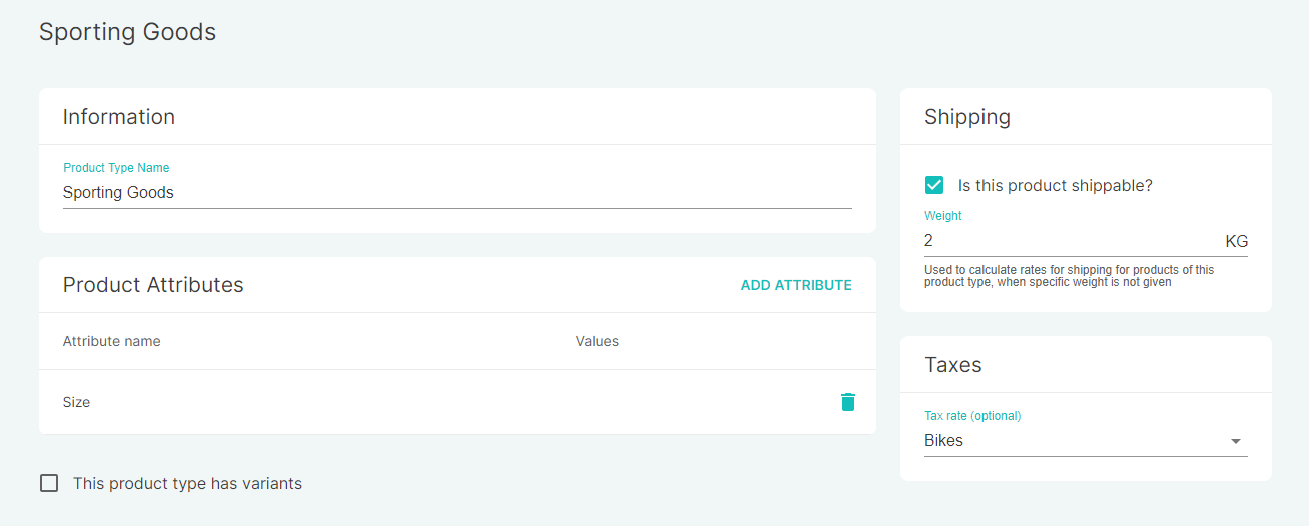 Sporting Goods
Information
Product Type Name
Sporting Goods
Product Attributes
ADD ATTRIBUTE
Attribute name
Values
Size
This product type has variants
Shipping
Is this product shippable?
Weight
2
KG
Used to calculate rates for shipping for products of this
product type, when specific weight is not given
Taxes
Tax rate (optional)
Bikes